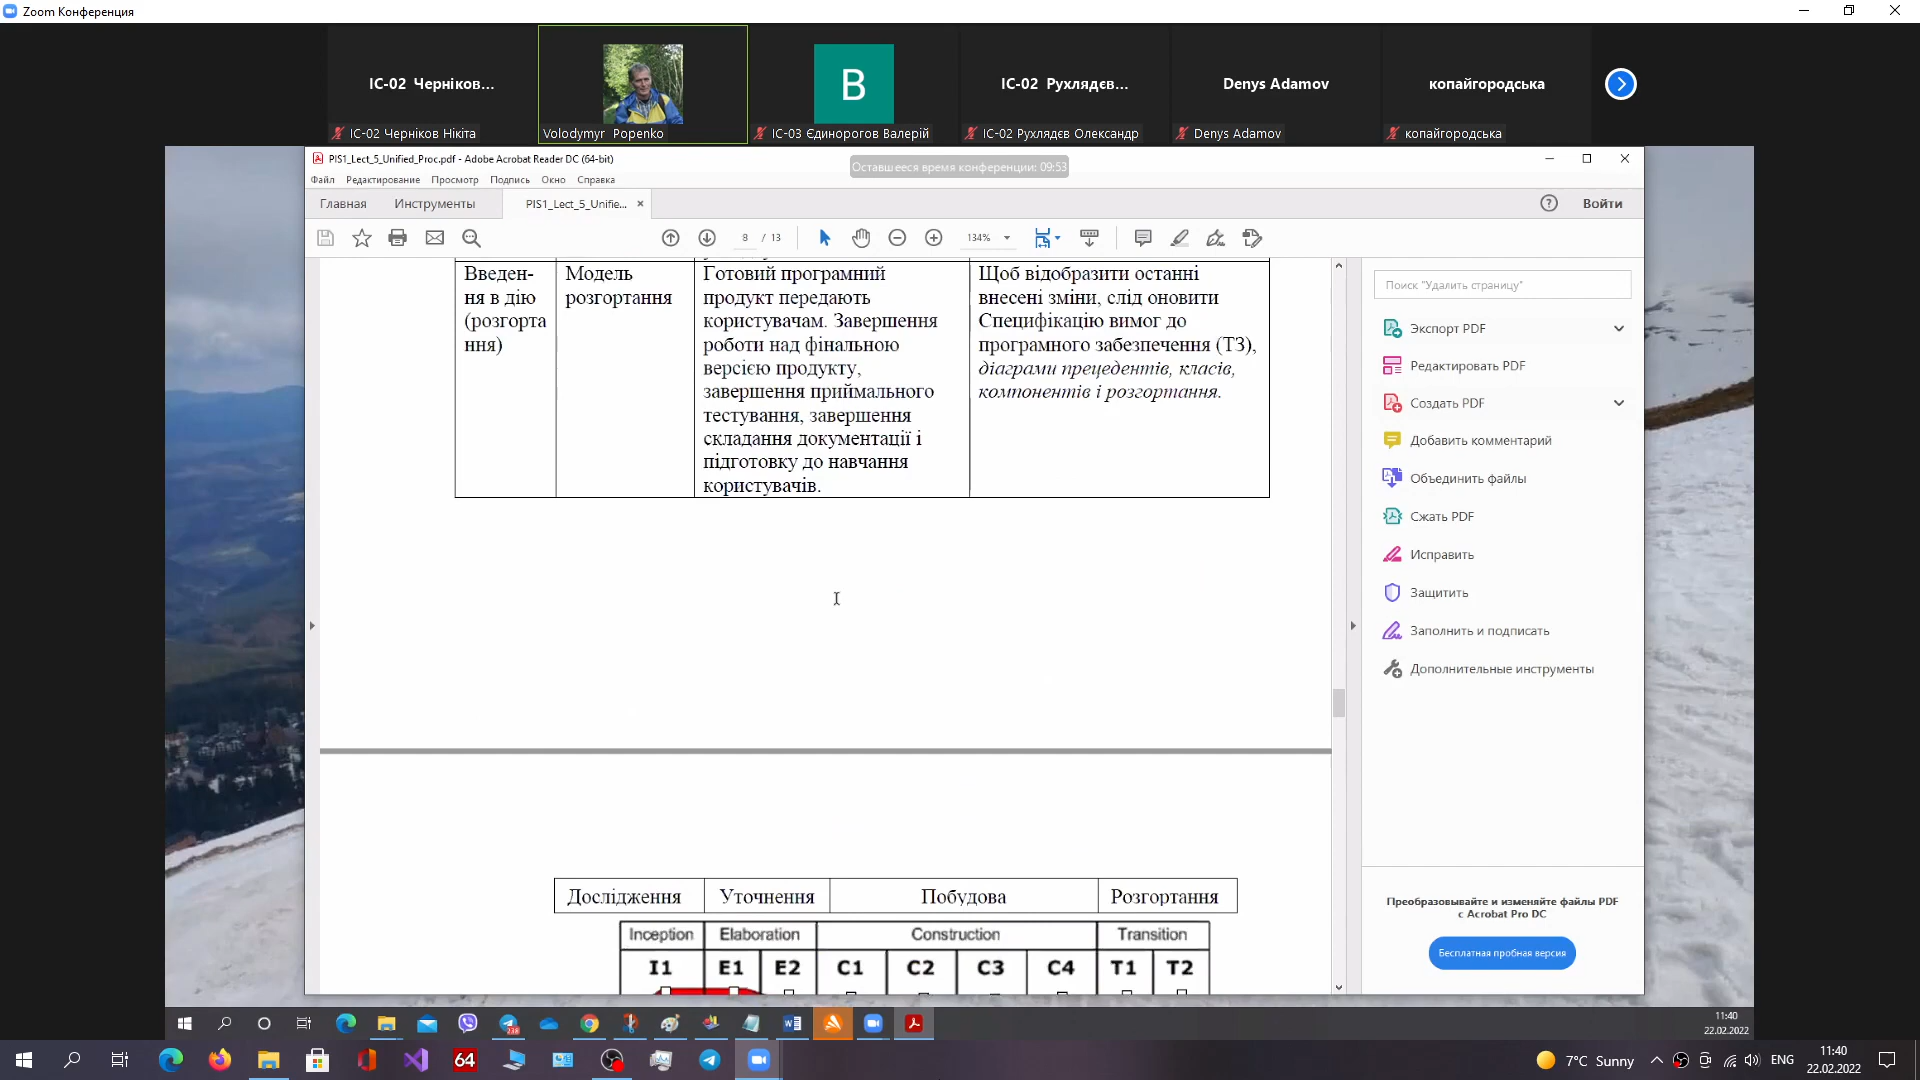 Zoom Конференция
ІС-02 Черніков...
В
ІС-02 Рухлядєв...
Denys Adamov
копайгородська
ІС-02 Черніков Нікіта
Volodymyr Popenko
ІС-03 Єдинорогов Валерій
ІС-02 Рухлядєв Олександр
Denys Adamov
копайгородська
PIS1_Lect_5_Unified_Proc.pdf - Adobe Acrobat Reader DC (64-bit)
Оставшееся время конференции: 09:53
Файл Редактирование Просмотр Подпись Окно Справка
Главная Инструменты PIS1_Lect_5_Unifie... ×
Войти
8 / 13
134%
Введен-
ня в дію
(розгорта
ння)
Модель
розгортання
Готовий програмний
продукт передають
користувачам. Завершення
роботи над фінальною
версією продукту,
завершення приймального
тестування, завершення
складання документації і
підготовку до навчання
користувачів.
Щоб відобразити останні
внесені зміни, слід оновити
Специфікацію вимог до
програмного забезпечення (ТЗ),
діаграми прецедентів, класів,
компонентів і розгортання.
Дослідження Уточнення Побудова Розгортання
Inception Elaboration Construction Transition
I1 E1 E2 C1 C2 C3 C4 T1 T2
Поиск "Удалить страницу"
Экспорт PDF
Редактировать PDF
Создать PDF
Добавить комментарий
Объединить файлы
Сжать PDF
Исправить
Защитить
Заполнить и подписать
Дополнительные инструменты
Преобразовывайте и изменяйте файлы PDF
с Acrobat Pro DC
Бесплатная пробная версия
11:40
22.02.2022
64
7°C Sunny
ENG
11:40
22.02.2022